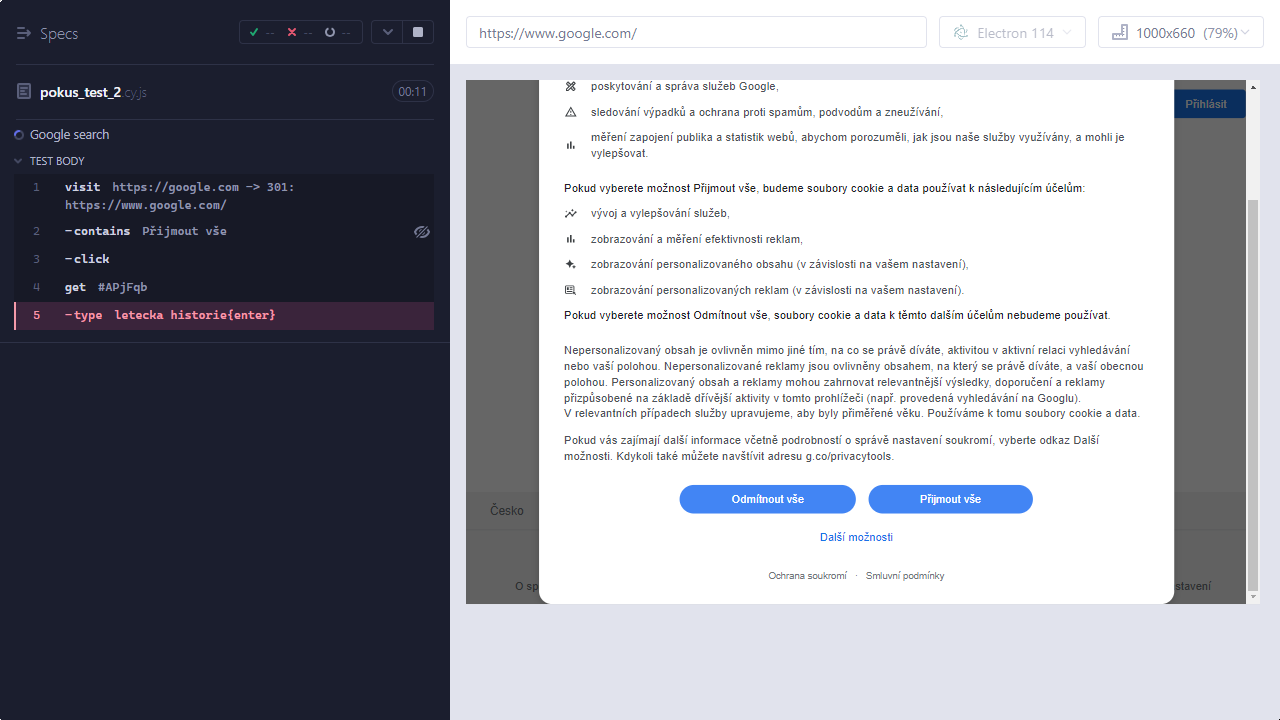 Specs
--
--
--
https://www.google.com/
Electron 114
1000x660 (79%)
pokus_test_2.cy.js
00:11
Google search
TEST BODY
1 visit https://google.com -> 301:
https://www.google.com/
2 -contains Přijmout vše
3 -click
4 get #APjFqb
5 -type letecka historie{enter}
poskytování a správa služeb Google,
Přihlásit
sledování výpadků a ochrana proti spamům, podvodům a zneužívání,
měření zapojení publika a statistik webů, abychom porozuměli, jak jsou naše služby využívány, a mohli je
vylepšovat.
Pokud vyberete možnost Přijmout vše, budeme soubory cookie a data používat k následujícím účelům:
vývoj a vylepšování služeb,
zobrazování a měření efektivnosti reklam,
zobrazování personalizovaného obsahu (v závislosti na vašem nastavení),
zobrazování personalizovaných reklam (v závislosti na vašem nastavení).
Pokud vyberete možnost Odmítnout vše, soubory cookie a data k těmto dalším účelům nebudeme používat.
Nepersonalizovaný obsah je ovlivněn mimo jiné tím, na co se právě díváte, aktivitou v aktivní relaci vyhledávání
nebo vaší polohou. Nepersonalizované reklamy jsou ovlivněny obsahem, na který se právě díváte, a vaší obecnou
polohou. Personalizovaný obsah a reklamy mohou zahrnovat relevantnější výsledky, doporučení a reklamy
přizpůsobené na základě dřívější aktivity v tomto prohlížeči (např. provedená vyhledávání na Googlu).
V relevantních případech služby upravujeme, aby byly přiměřené věku. Používáme k tomu soubory cookie a data.
Pokud vás zajímají další informace včetně podrobností o správě nastavení soukromí, vyberte odkaz Další
možnosti. Kdykoli také můžete navštívit adresu g.co/privacytools.
Odmítnout vše
Přijmout vše
Česko
Další možnosti
Ochrana soukromí · Smluvní podmínky
O sp
stavení